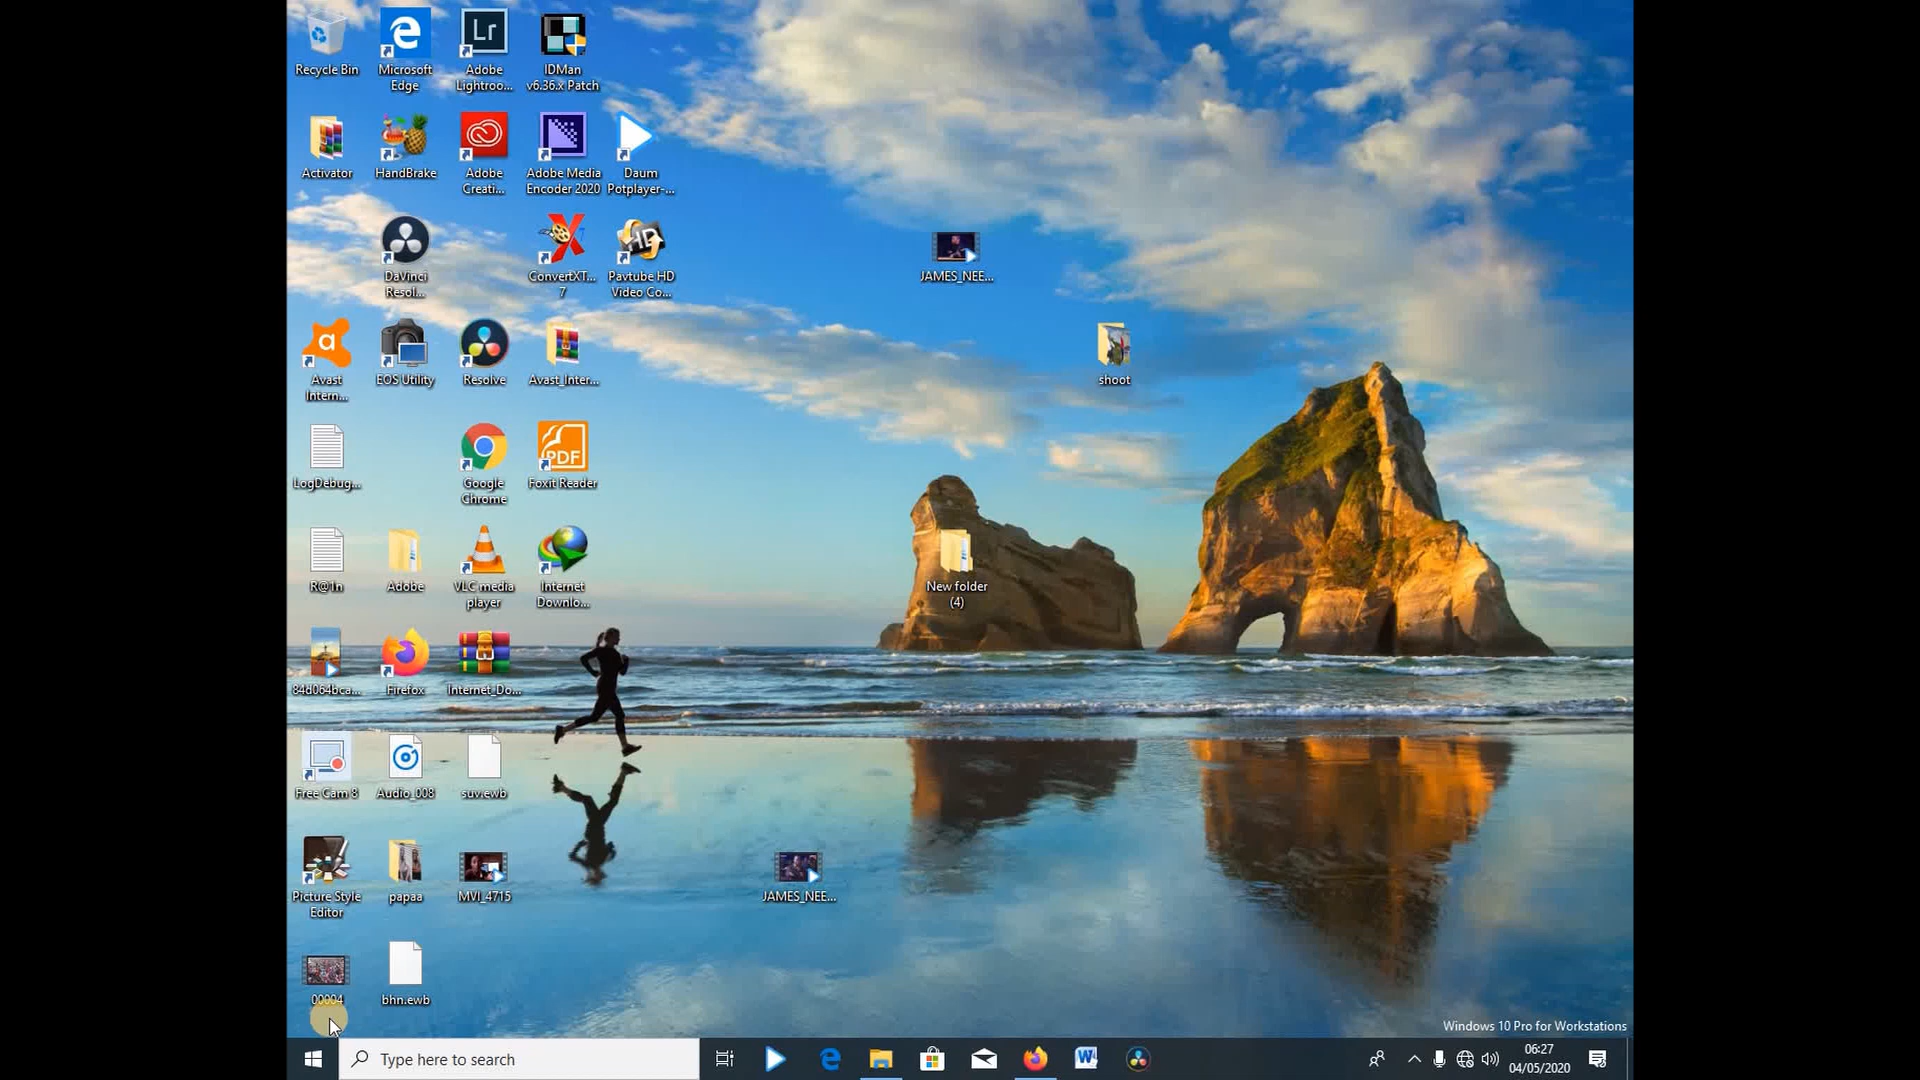 Recycle Bin
Microsoft
Edge
Lr
Adobe
Lightroo...
IDMan
v6.36.x Patch
Activator
HandBrake
Adobe
Creati...
Adobe Media
Encoder 2020
Daum
Potplayer-...
DaVinci
Resol...
ConvertXT...
7
HD
Pavtube HD
Video Co...
JAMES_NEE...
Avast
Intern...
EOS Utility
Resolve
Avast_Inter...
shoot
LogDebug...
Google
Chrome
PDF
Foxit Reader
R@1n
Adobe
VLC media
player
Internet
Downlo...
New folder
(4)
84d064bca...
Firefox
Internet_Do...
Free Cam 8
Audio_008
suv.ewb
Picture Style
Editor
papaa
MVI_4715
JAMES_NEE...
00004
bhn.ewb
Windows 10 Pro for Workstations
Type here to search
06:27
04/05/2020